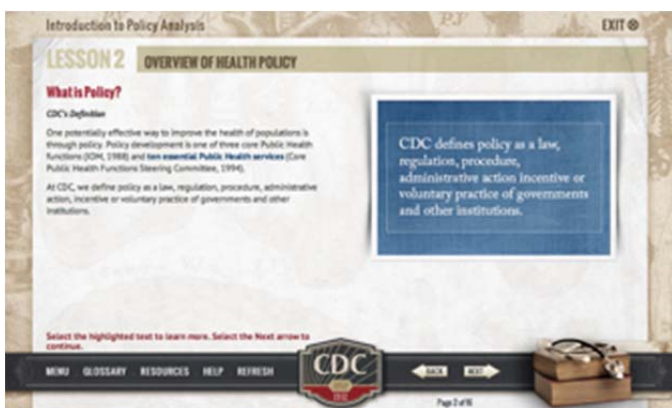 Introduction to Policy Analysis
EXIT
LESSON 2 OVERVIEW OF HEALTH POLICY
What is Policy?
CDC's Definition
One potentially effective way to improve the health of populations is
through policy. Policy development is one of three core Public Health
functions (IOM, 1988) and ten essential Public Health services (Core
Public Health Functions Steering Committee, 1994).
At CDC, we define policy as a law, regulation, procedure, administrative
action, incentive or voluntary practice of governments and other
institutions.
CDC defines policy as a law,
regulation, procedure,
administrative action incentive or
voluntary practice of governments
and other institutions.
Select the highlighted text to learn more. Select the Next arrow to
continue.
MENU GLOSSARY RESOURCES HELP REFRESH
CDC
BACK NEXT
Page 2 of 16